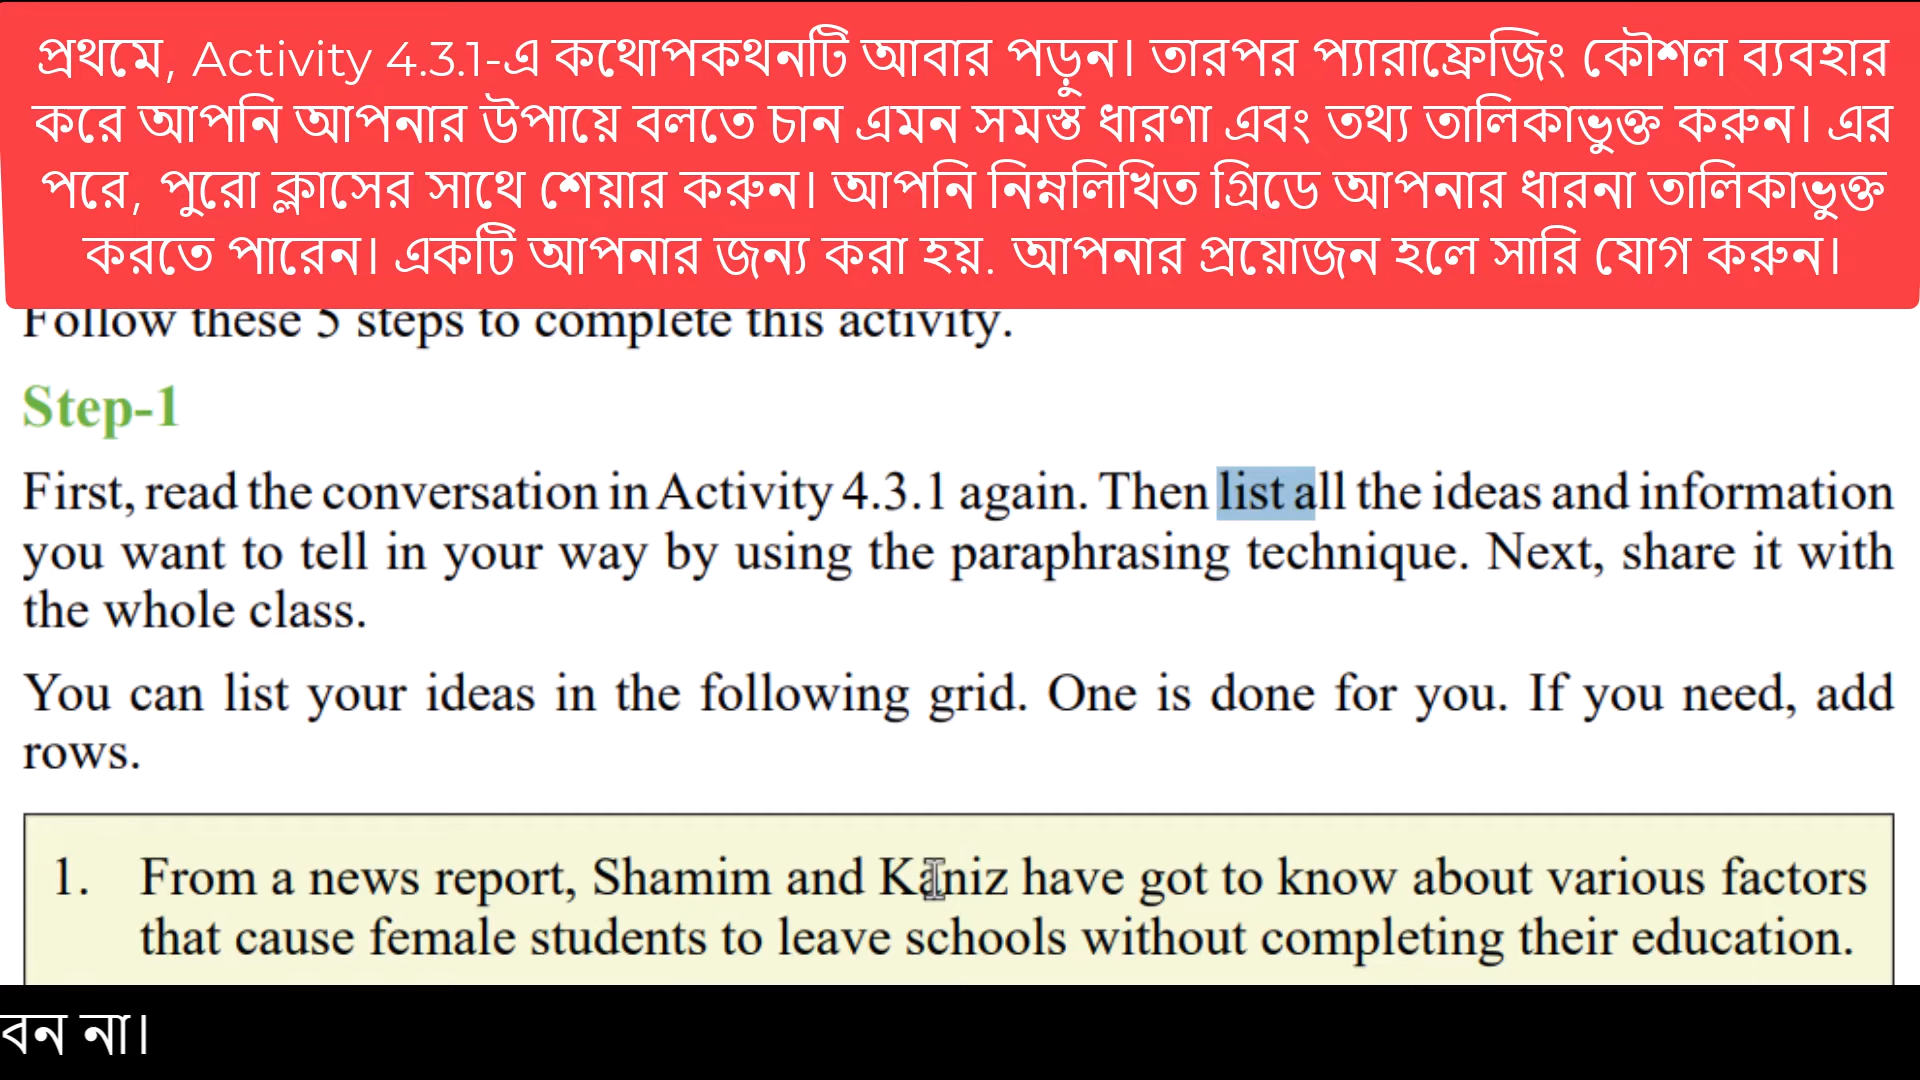 প্রথমে, Activity 4.3.1-এ কথোপকথনটি আবার পড়ুন। তারপর প্যারাফ্রেজিং কৌশল ব্যবহার
করে আপনি আপনার উপায়ে বলতে চান এমন সমস্ত ধারণা এবং তথ্য তালিকাভুক্ত করুন। এর
পরে, পুরো ক্লাসের সাথে শেয়ার করুন। আপনি নিম্নলিখিত গ্রিডে আপনার ধারনা তালিকাভুক্ত
করতে পারেন। একটি আপনার জন্য করা হয়. আপনার প্রয়োজন হলে সারি যোগ করুন।
Follow these 5 steps to complete this activity.
Step-1
First, read the conversation in Activity 4.3.1 again. Then list all the ideas and information
you want to tell in your way by using the paraphrasing technique. Next, share it with
the whole class.
You can list your ideas in the following grid. One is done for you. If you need, add
rows.
1. From a news report, Shamim and Kaniz have got to know about various factors
that cause female students to leave schools without completing their education.
বন না।